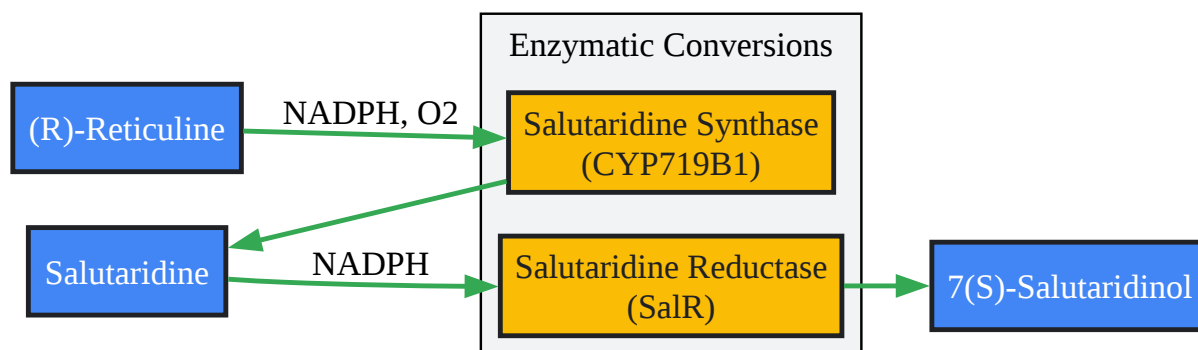 Enzymatic Conversions
(R)-Reticuline
NADPH, O2
Salutaridine Synthase
(CYP719B1)
Salutaridine
NADPH
Salutaridine Reductase
(SalR)
7(S)-Salutaridinol